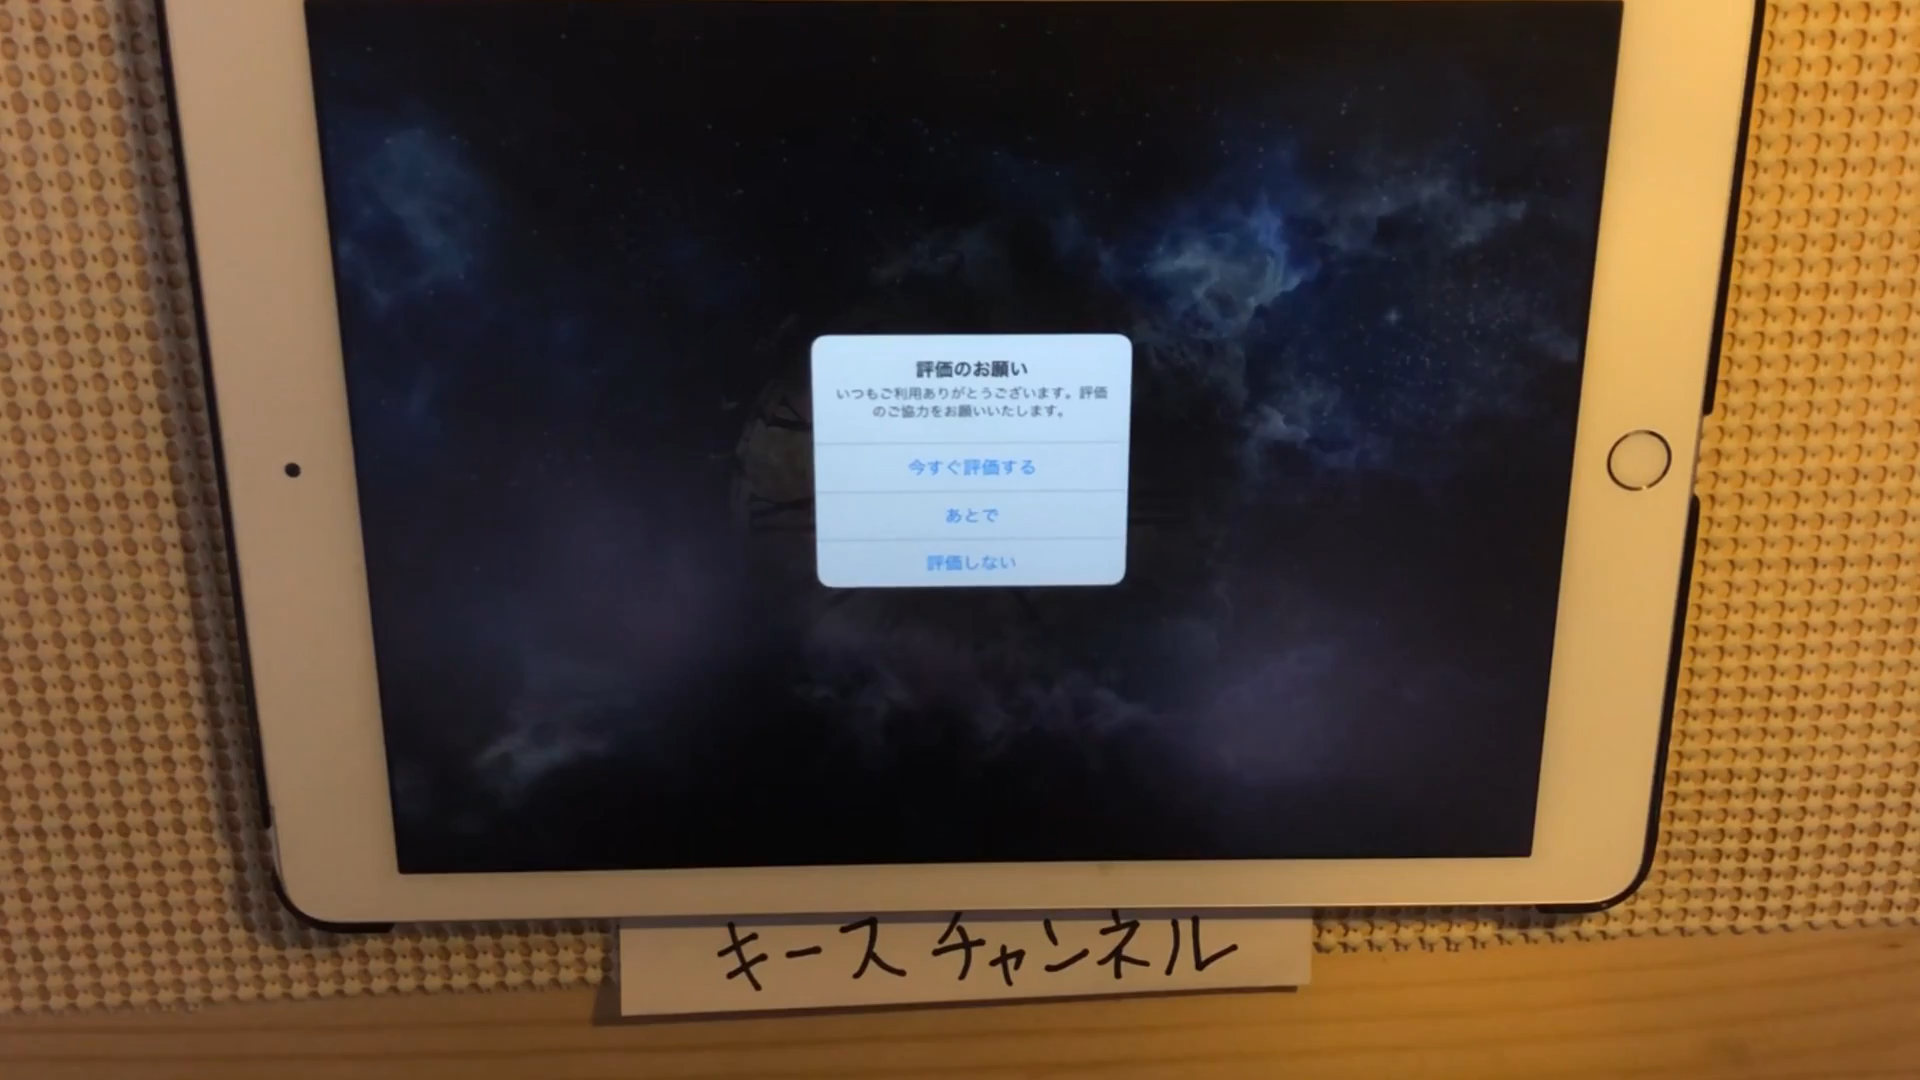 評価のお願い
いつもご利用ありがとうございます。評価
のご協力をお願いいたします。
今すぐ評価する
あとで
評価しない
キースチャンネル